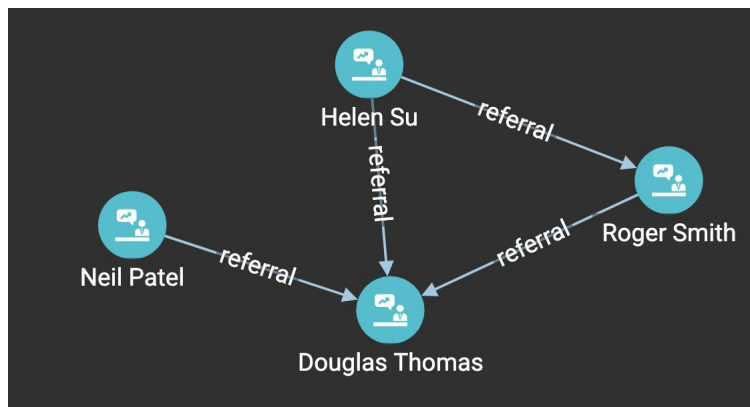 Helen Su
referral
referral
Roger Smith
Neil Patel
referral
referral
Douglas Thomas